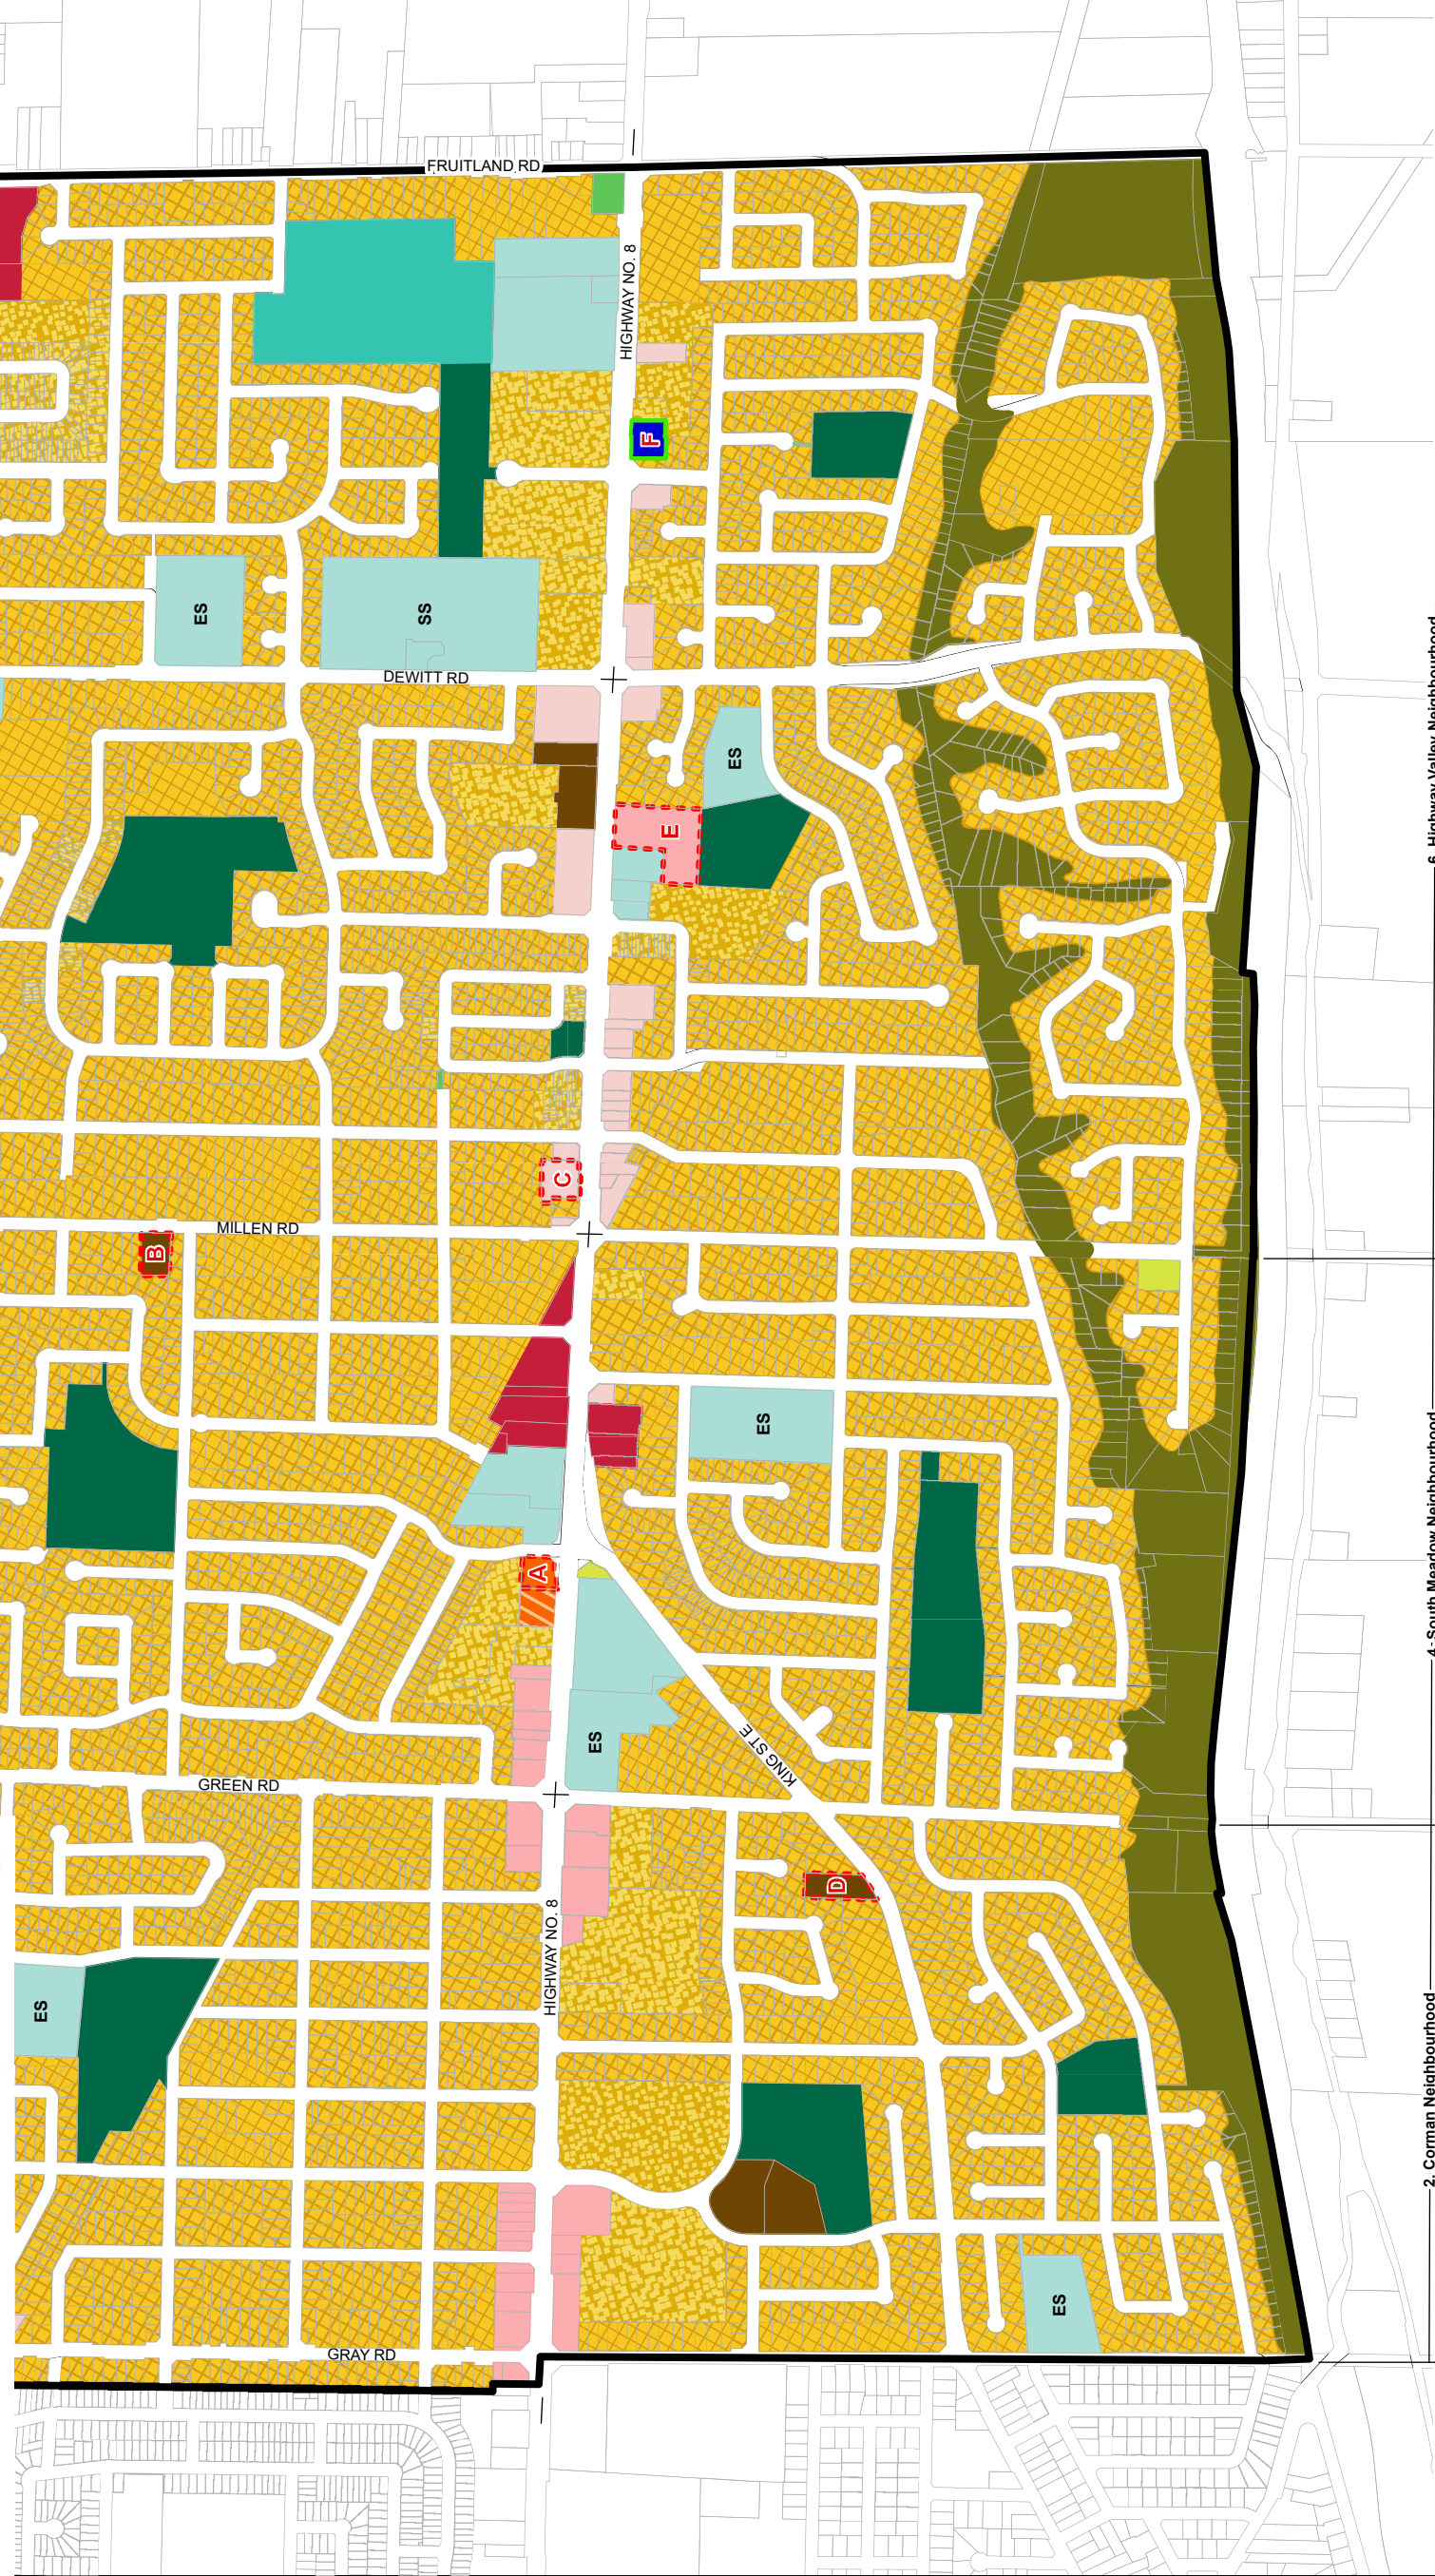 FRUITLAND RD
HIGHWAY NO. 8
F
ES
SS
DEWITT RD
ES
E
C
MILLEN RD
B
ES
A
ES
KING ST E
GREEN RD
D
HIGHWAY NO. 8
ES
ES
GRAY RD
6. Highway Valley Neighbourhood
4. South Meadow Neighbourhood
2. Corman Neighbourhood